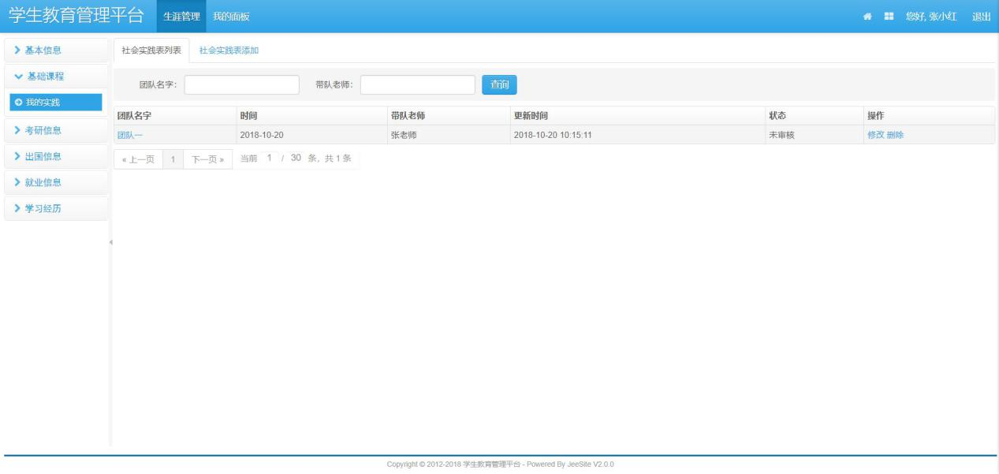 学生教育管理平台 生涯管理 我的面板 您好, 张小红 退出
基本信息
基础课程
我的实践
考研信息
出国信息
就业信息
学习经历
社会实践表列表 社会实践表添加
团队名字： 带队老师： 查询
团队名字 时间 带队老师 更新时间 状态 操作
团队一 2018-10-20 张老师 2018-10-20 10:15:11 未审核 修改 删除
« 上一页 1 下一页 » 当前 1 / 30 条，共 1 条
Copyright © 2012-2018 学生教育管理平台 - Powered By JeeSite V2.0.0